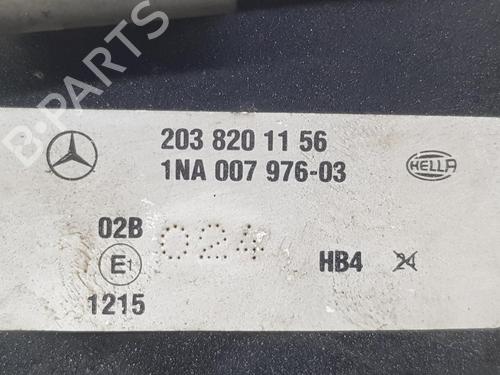 B-PARTS
203 820 11 56
1NA 007 976-03
HELLA
02B
024
E1
HB4
24
1215